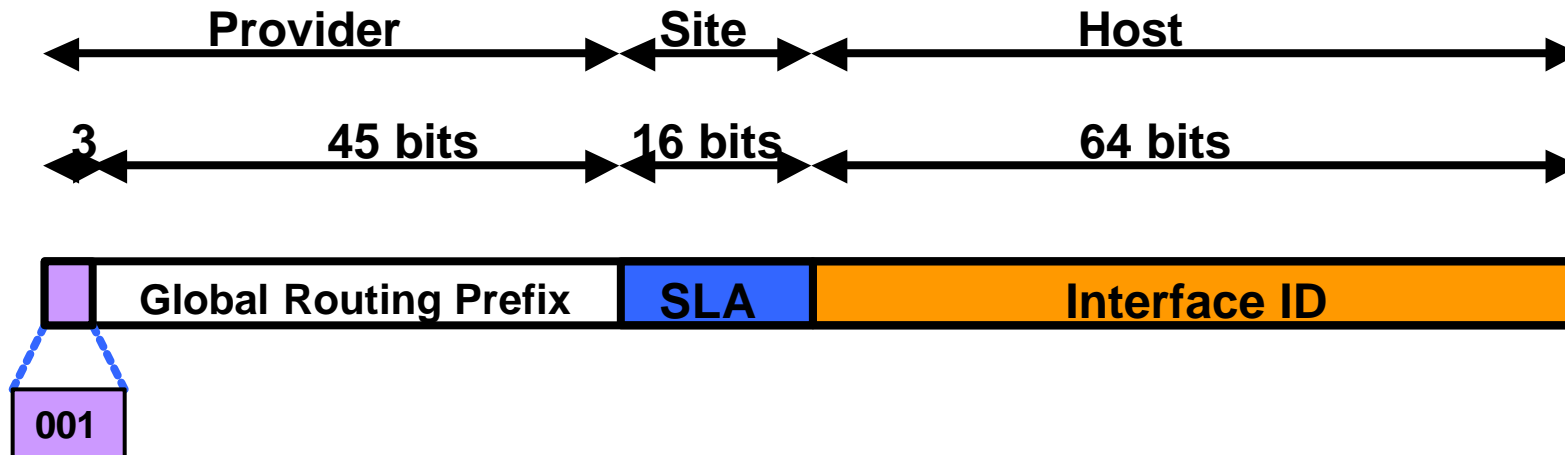 Provider Site Host
3 45 bits 16 bits 64 bits
Global Routing Prefix SLA Interface ID
001